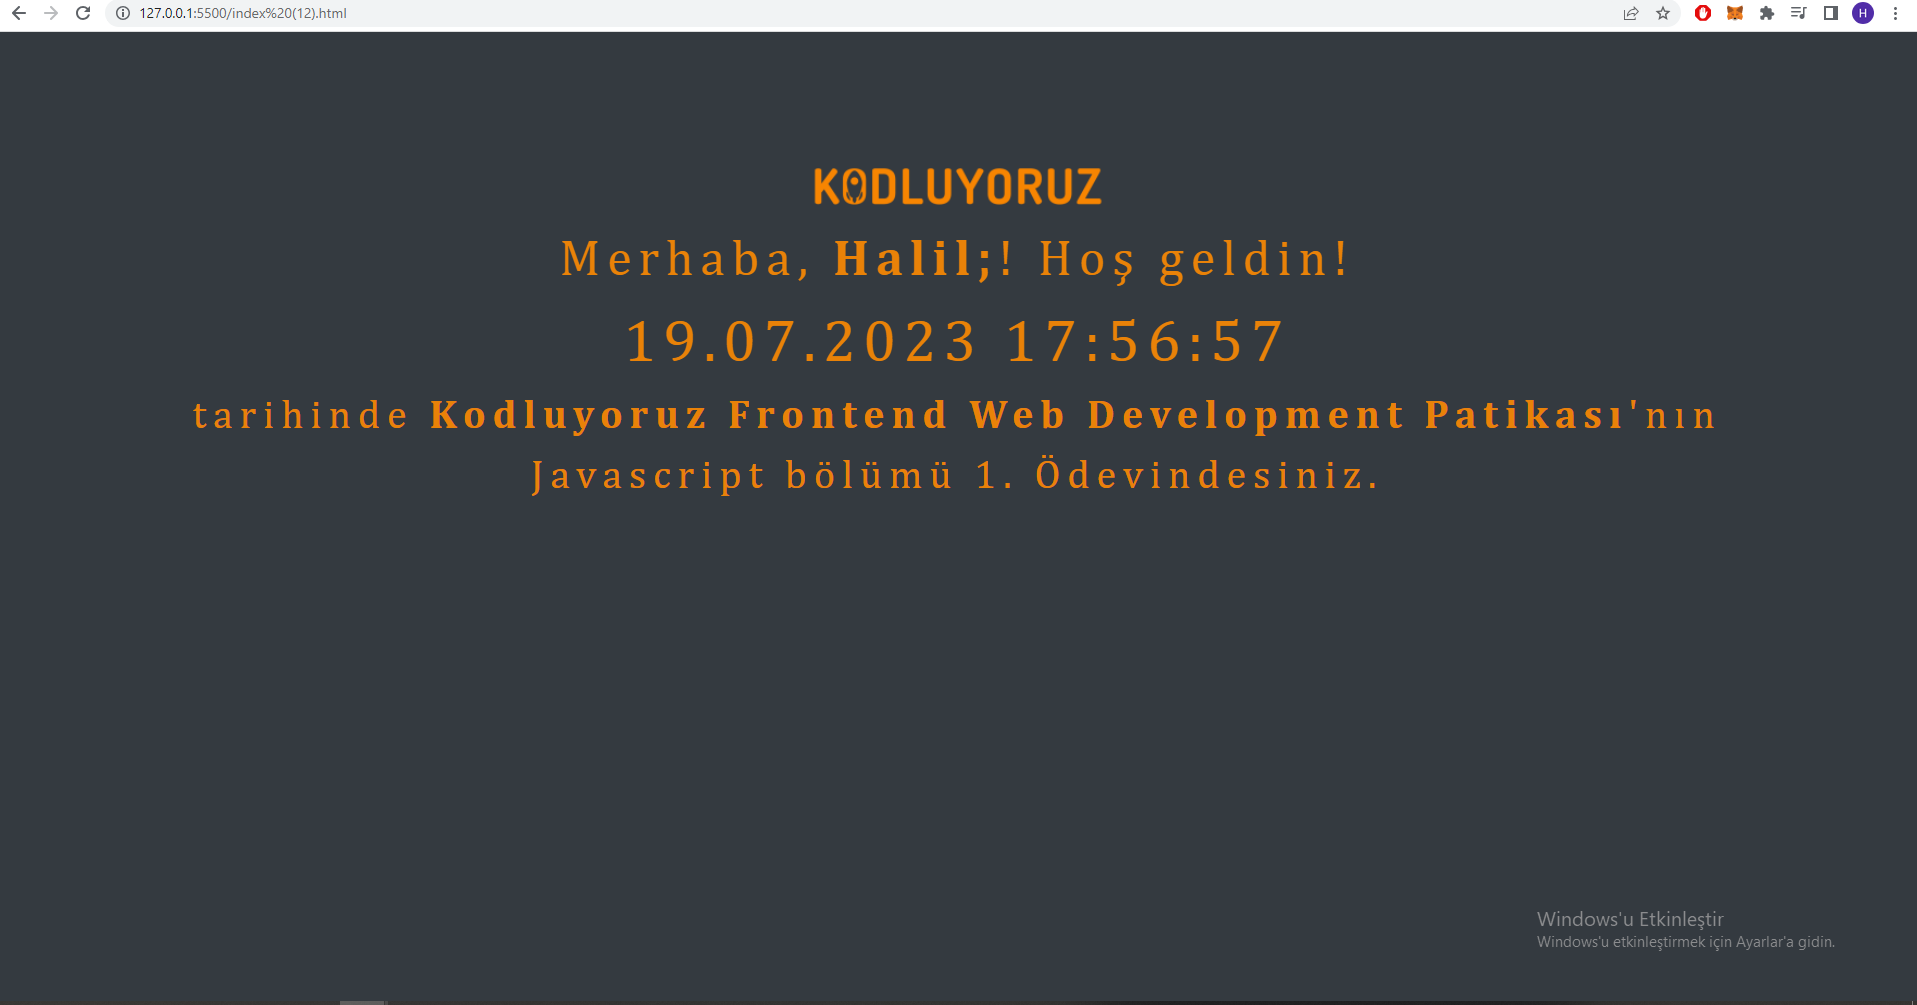 127.0.0.1:5500/index%20(12).html
H
KODLUYORUZ
Merhaba, Halil;! Hoş geldin!
19.07.2023 17:56:57
tarihinde Kodluyoruz Frontend Web Development Patikası'nın
Javascript bölümü 1. Ödevindesiniz.
Windows'u Etkinleştir
Windows'u etkinleştirmek için Ayarlar'a gidin.